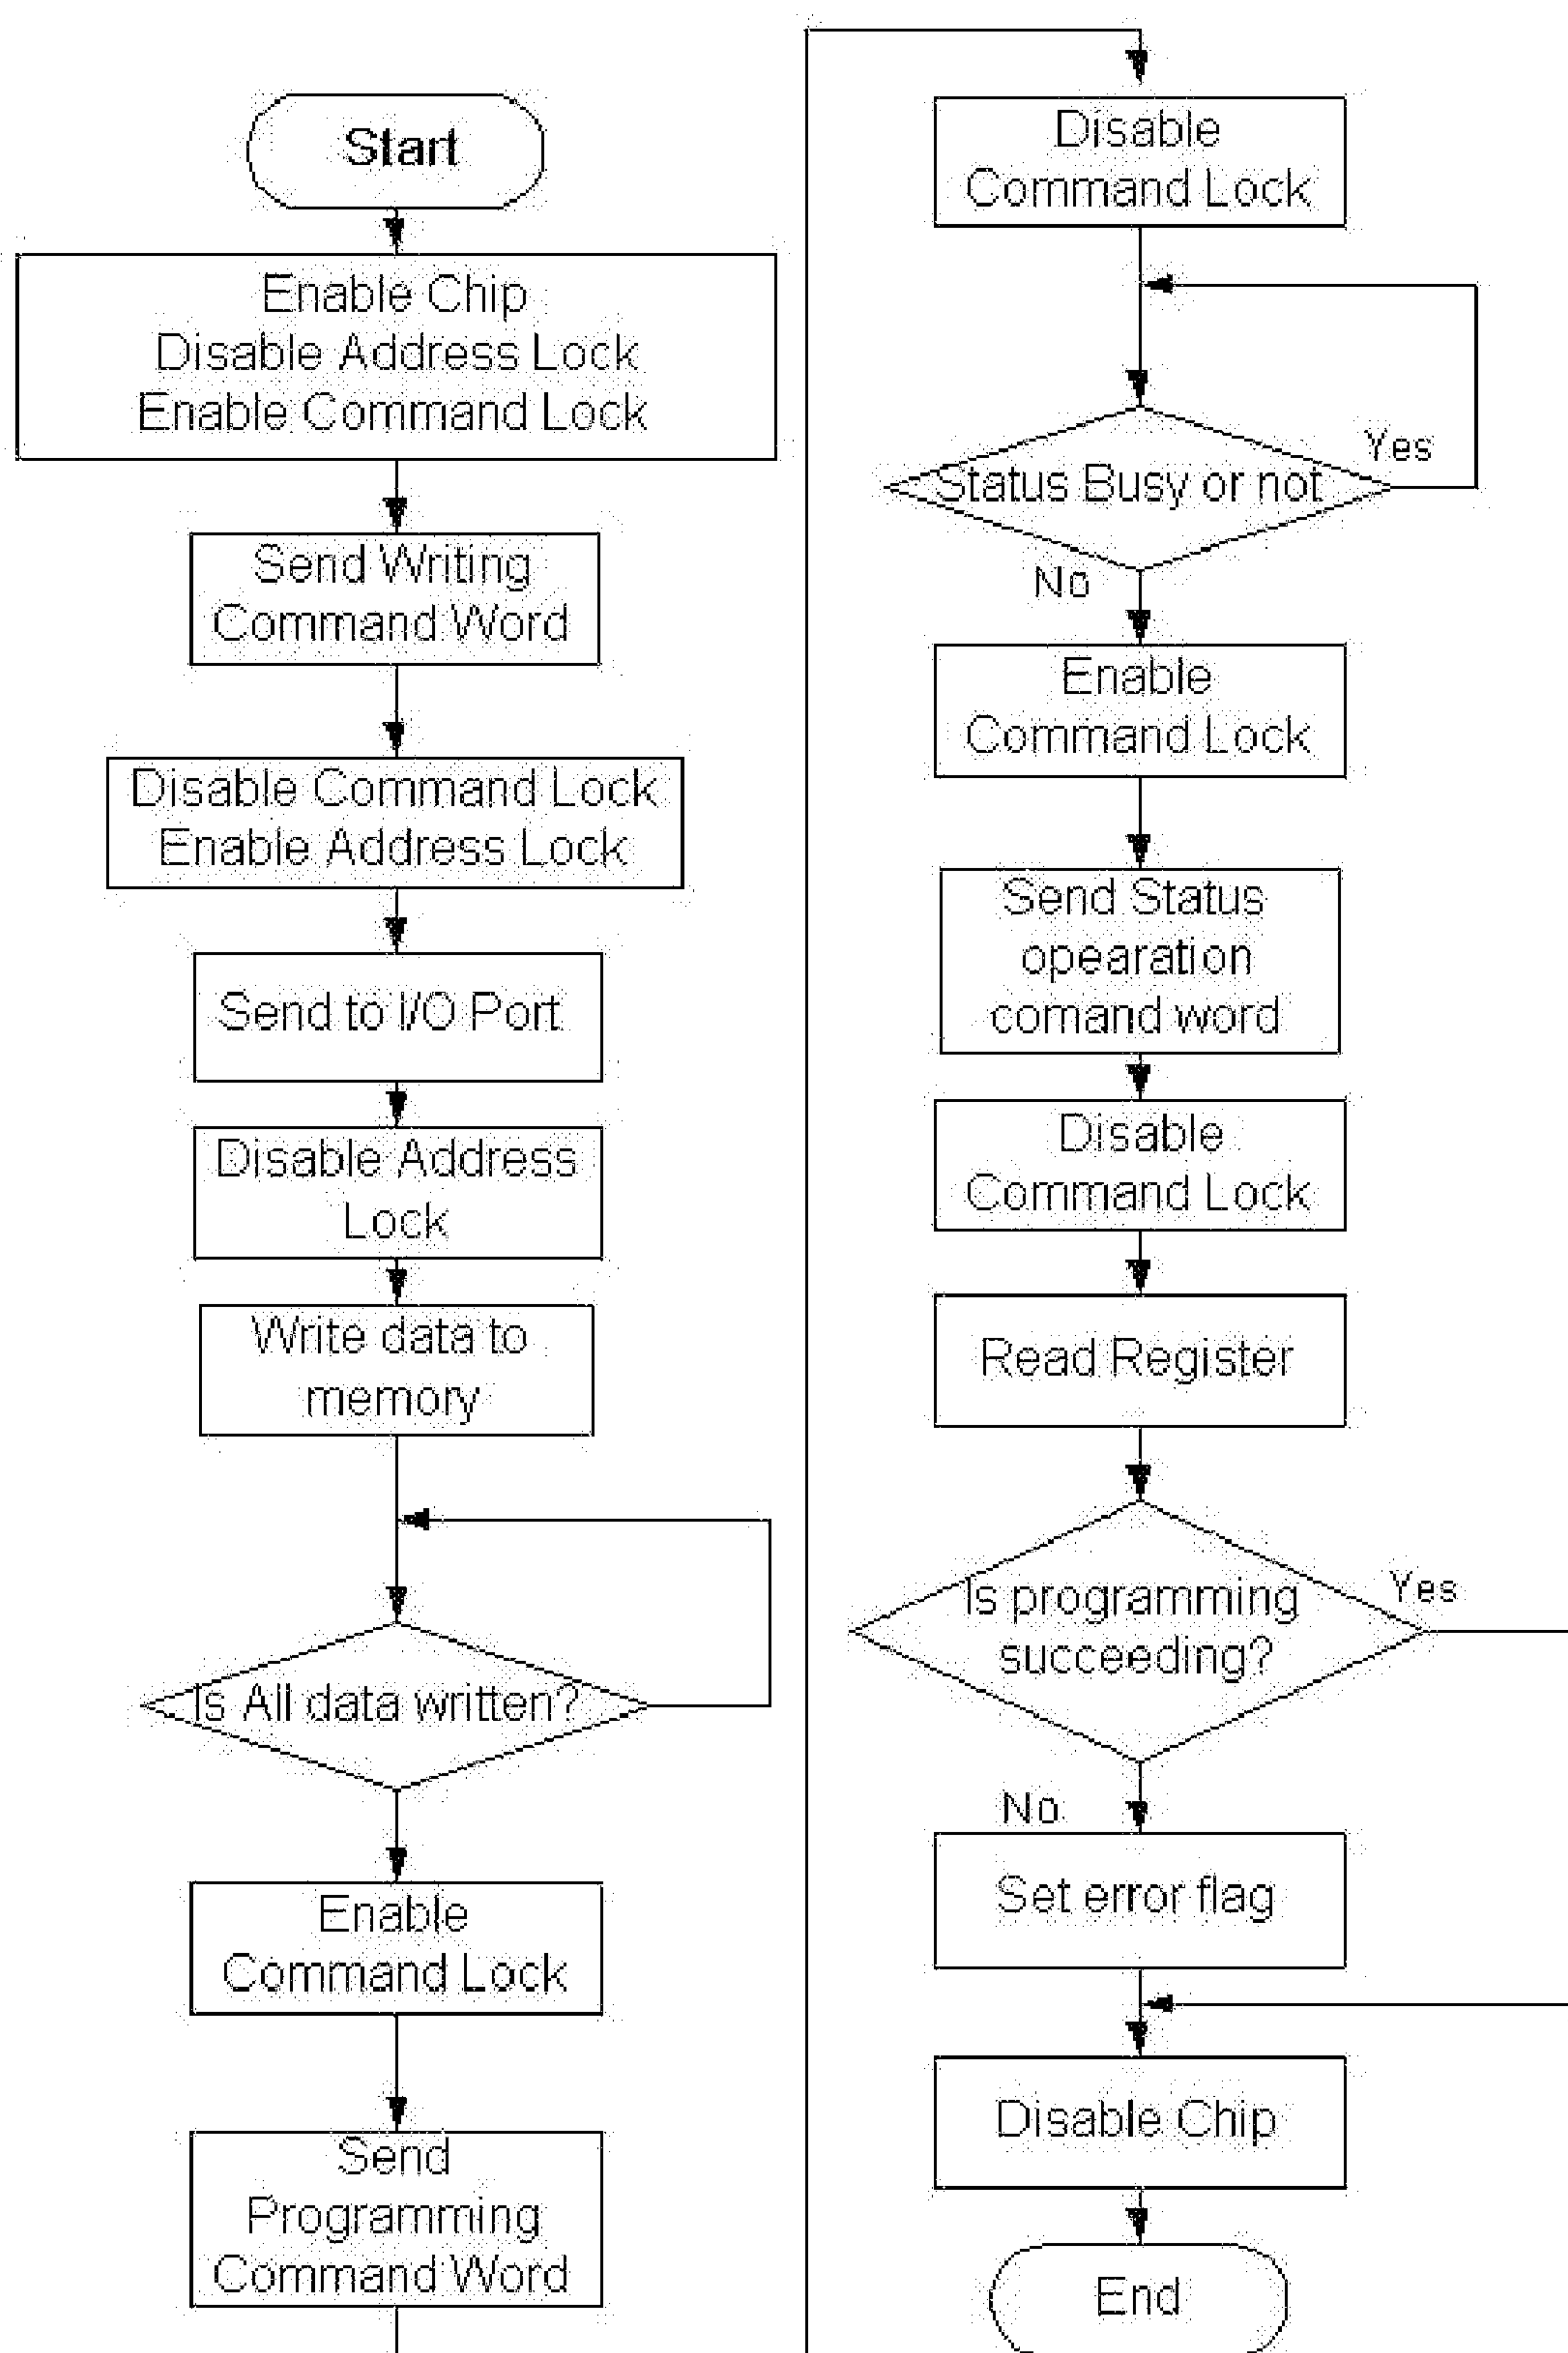 Start
Enable Chip
Disable Address Lock
Enable Command Lock
Send Writing
Command Word
Disable Command Lock
Enable Address Lock
Send to I/O Port
Disable Address
Lock
Write data to
memory
Is All data written?
Enable
Command Lock
Send
Programming
Command Word
Disable
Command Lock
Status Busy or not
Yes
No
Enable
Command Lock
Send Status
opearation
comand word
Disable
Command Lock
Read Register
Is programming
succeeding?
Yes
No
Set error flag
Disable Chip
End